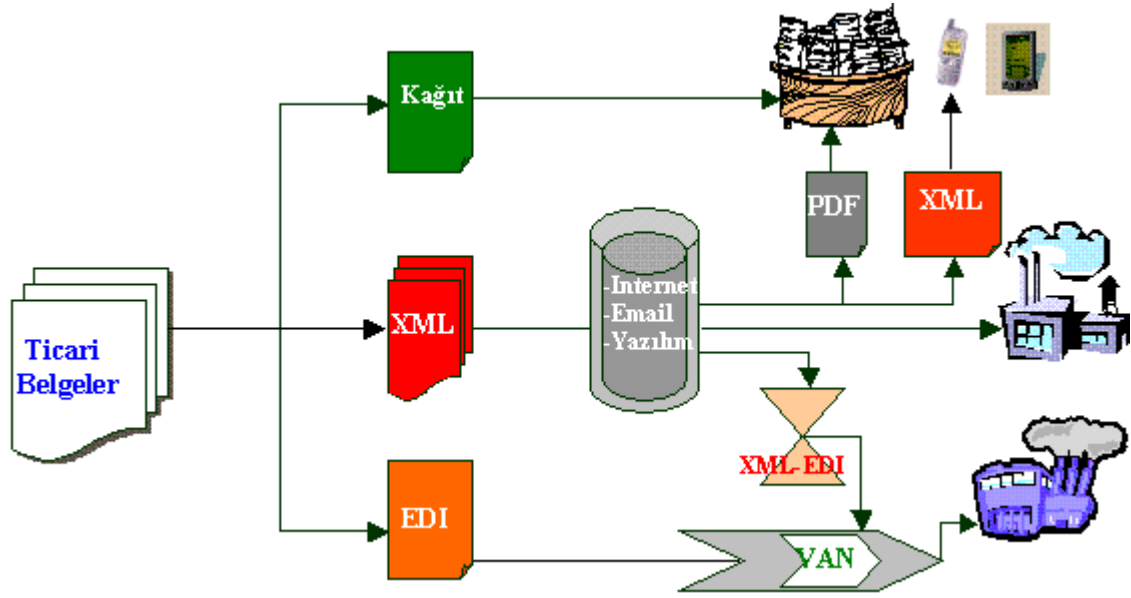 Kağıt
PDF
XML
-Internet
-Email
-Yazılım
XML
Ticari
Belgeler
XML-EDI
EDI
VAN